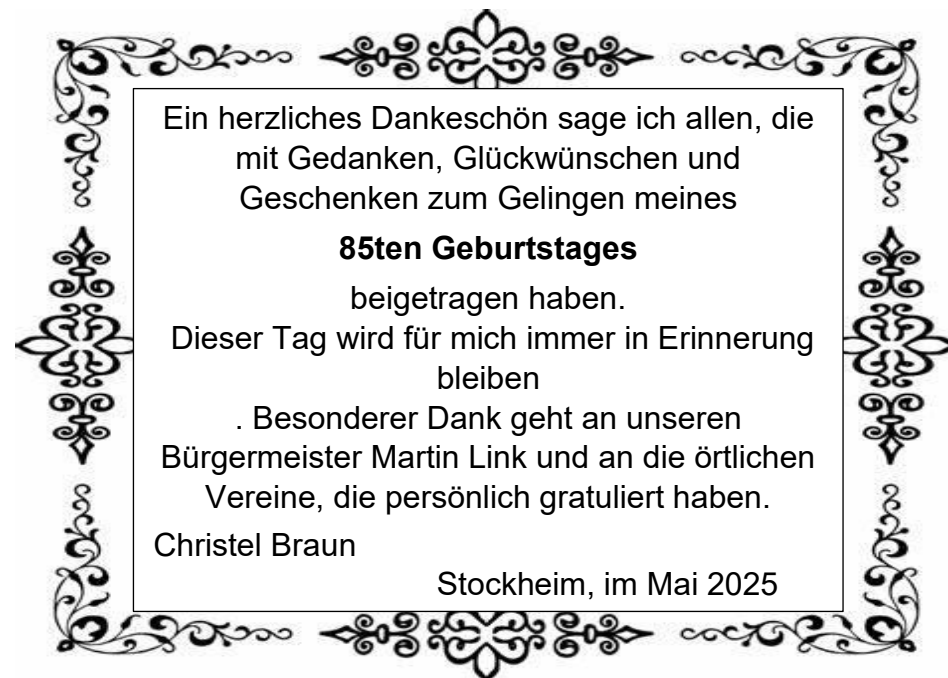 Ein herzliches Dankeschön sage ich allen, die
mit Gedanken, Glückwünschen und
Geschenken zum Gelingen meines
85ten Geburtstages
beigetragen haben.
Dieser Tag wird für mich immer in Erinnerung
bleiben
. Besonderer Dank geht an unseren
Bürgermeister Martin Link und an die örtlichen
Vereine, die persönlich gratuliert haben.
Christel Braun
Stockheim, im Mai 2025